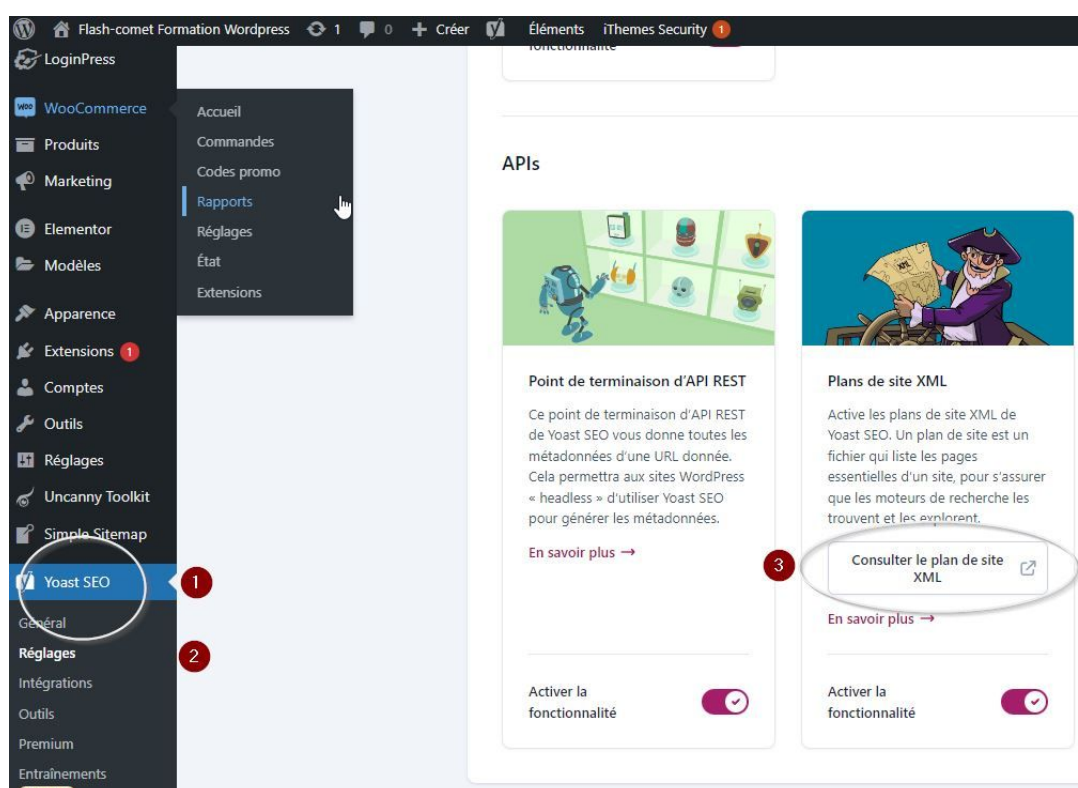 Flash-comet Formation Wordpress 1 0 + Créer Éléments iThemes Security 1
LoginPress
WooCommerce
Produits
Marketing
Elementor
Modèles
Apparence
Extensions 1
Comptes
Outils
Réglages
Uncanny Toolkit
Simple Sitemap
Yoast SEO
1
Général
Réglages
2
Intégrations
Outils
Premium
Entraînements
Accueil
Commandes
Codes promo
Rapports
Réglages
État
Extensions
fonctionnalité
APIs
Point de terminaison d'API REST
Ce point de terminaison d'API REST
de Yoast SEO vous donne toutes les
métadonnées d'une URL donnée.
Cela permettra aux sites WordPress
« headless » d'utiliser Yoast SEO
pour générer les métadonnées.
En savoir plus →
Activer la
fonctionnalité
XML
Plans de site XML
Active les plans de site XML de
Yoast SEO. Un plan de site est un
fichier qui liste les pages
essentielles d'un site, pour s'assurer
que les moteurs de recherche les
trouvent et les explorent.
3
Consulter le plan de site
XML
En savoir plus →
Activer la
fonctionnalité